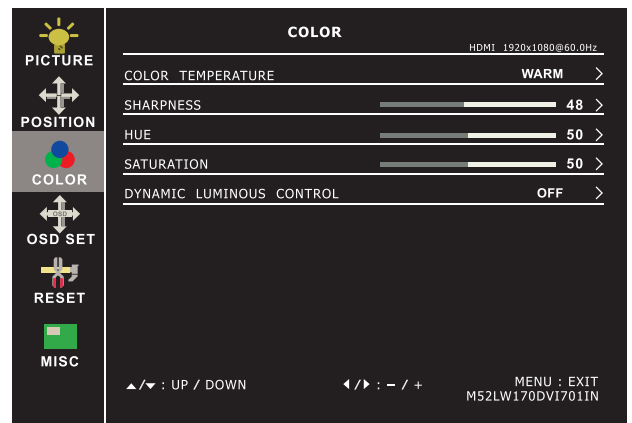 PICTURE
POSITION
COLOR
OSD
OSD SET
RESET
MISC
COLOR
HDMI 1920x1080@60.0Hz
COLOR TEMPERATURE WARM >
SHARPNESS 48 >
HUE 50 >
SATURATION 50 >
DYNAMIC LUMINOUS CONTROL OFF >
▲/▼ : UP / DOWN ◀/▶ : – / + MENU : EXIT
M52LW170DVI701IN